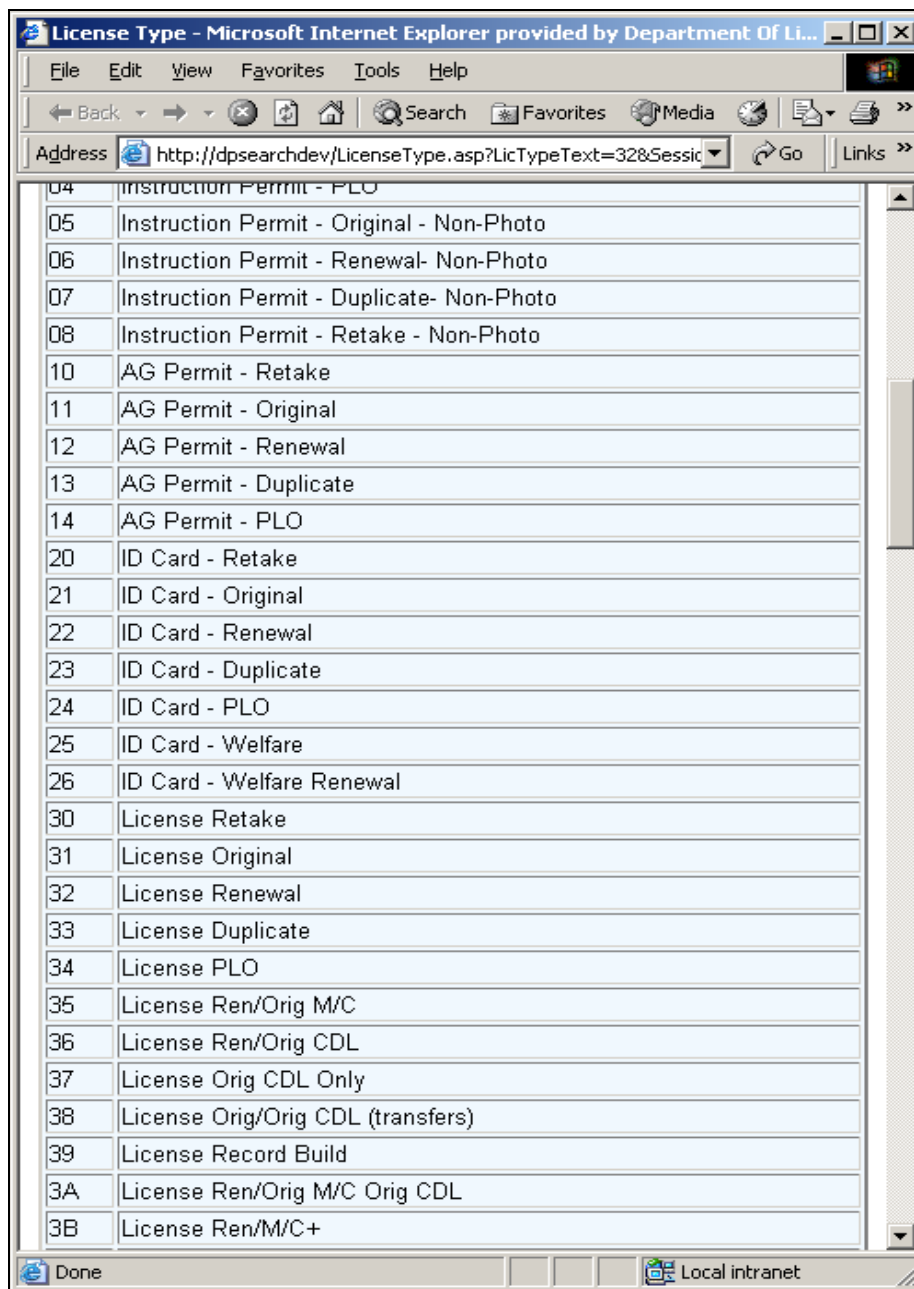 License Type - Microsoft Internet Explorer provided by Department Of Li...
File Edit View Favorites Tools Help
Back Search Favorites Media »
Address http://dpsearchdev/LicenseType.asp?LicTypeText=32&Sessic Go Links »
04 Instruction Permit - PLO
05 Instruction Permit - Original - Non-Photo
06 Instruction Permit - Renewal- Non-Photo
07 Instruction Permit - Duplicate- Non-Photo
08 Instruction Permit - Retake - Non-Photo
10 AG Permit - Retake
11 AG Permit - Original
12 AG Permit - Renewal
13 AG Permit - Duplicate
14 AG Permit - PLO
20 ID Card - Retake
21 ID Card - Original
22 ID Card - Renewal
23 ID Card - Duplicate
24 ID Card - PLO
25 ID Card - Welfare
26 ID Card - Welfare Renewal
30 License Retake
31 License Original
32 License Renewal
33 License Duplicate
34 License PLO
35 License Ren/Orig M/C
36 License Ren/Orig CDL
37 License Orig CDL Only
38 License Orig/Orig CDL (transfers)
39 License Record Build
3A License Ren/Orig M/C Orig CDL
3B License Ren/M/C+
Done Local intranet